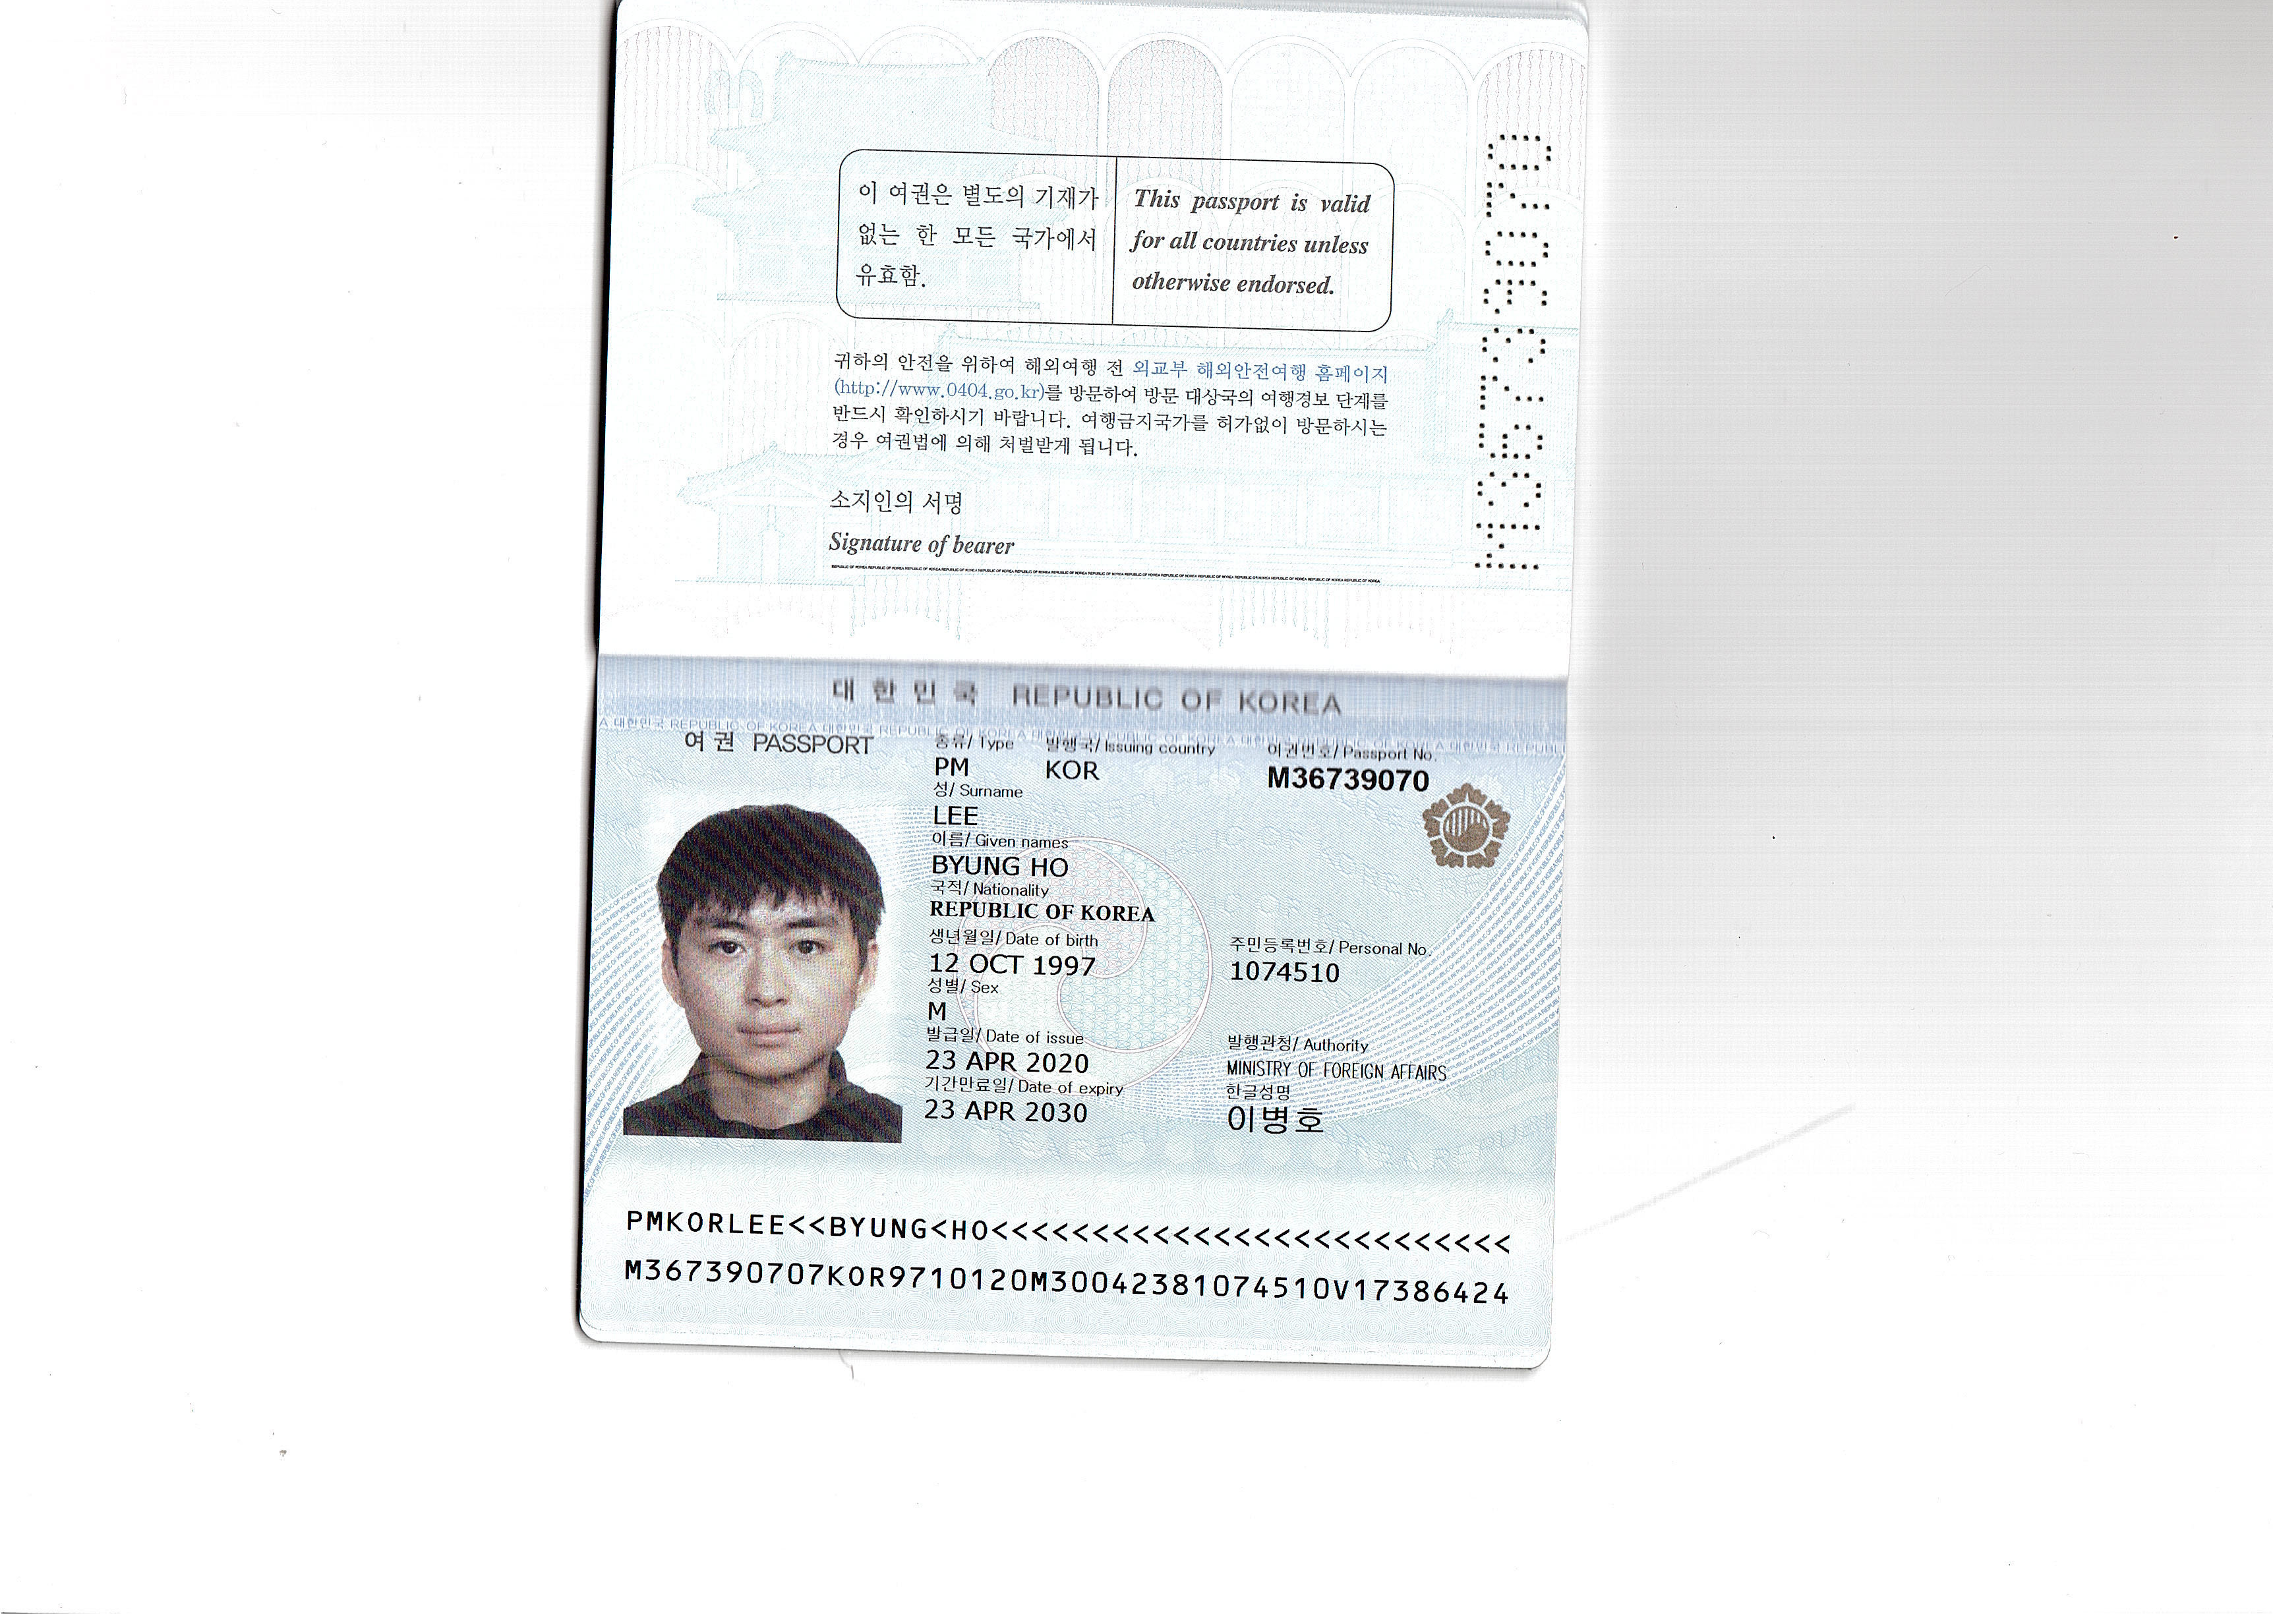 이 여권은 별도의 기재가
없는 한 모든 국가에서
유효함.
This passport is valid
for all countries unless
otherwise endorsed.
M36739070
귀하의 안전을 위하여 해외여행 전 외교부 해외안전여행 홈페이지
(http://www.0404.go.kr)를 방문하여 방문 대상국의 여행경보 단계를
반드시 확인하시기 바랍니다. 여행금지국가를 허가없이 방문하시는
경우 여권법에 의해 처벌받게 됩니다.
소지인의 서명
Signature of bearer
대한민국 REPUBLIC OF KOREA
여권 PASSPORT
종류/ Type 발행국/ Issuing country 여권번호/ Passport No.
PM KOR M36739070
성/ Surname
LEE
이름/ Given names
BYUNG HO
국적/ Nationality
REPUBLIC OF KOREA
생년월일/ Date of birth 주민등록번호/ Personal No.
12 OCT 1997 1074510
성별/ Sex
M
발급일/ Date of issue 발행관청/ Authority
23 APR 2020 MINISTRY OF FOREIGN AFFAIRS
기간만료일/ Date of expiry 한글성명
23 APR 2030 이병호
PMKORLEE<<BYUNG<HO<<<<<<<<<<<<<<<<<<<<<<<<<<
M367390707KOR9710120M30042381074510V17386424